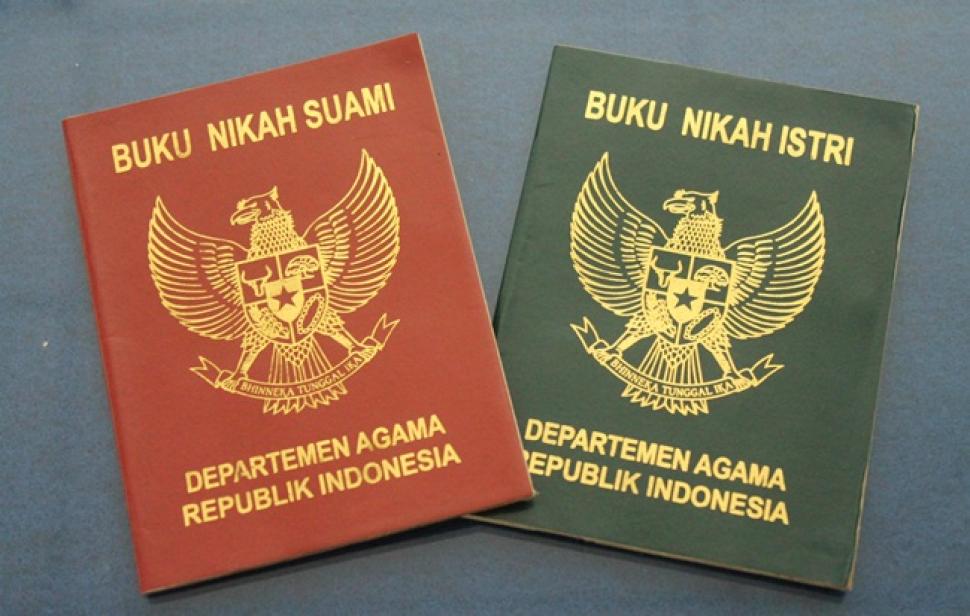 BUKU NIKAH SUAMI
BHINNEKA TUNGGAL IKA
DEPARTEMEN AGAMA
REPUBLIK INDONESIA
BUKU NIKAH ISTRI
BHINNEKA TUNGGAL IKA
DEPARTEMEN AGAMA
REPUBLIK INDONESIA